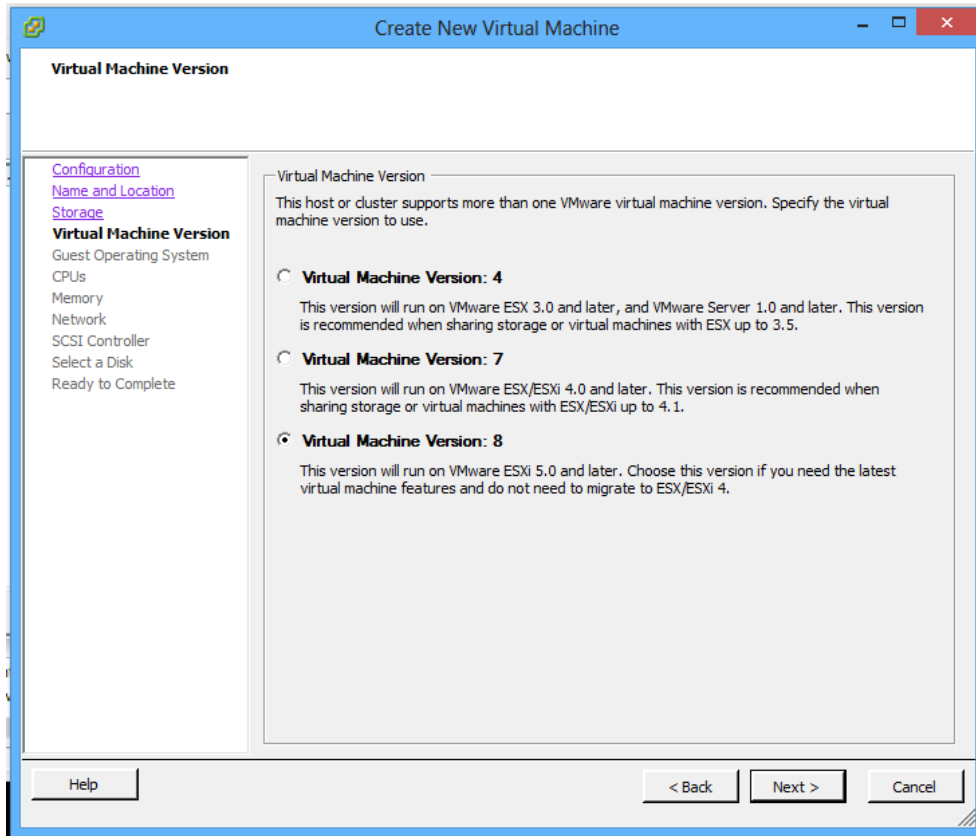 Create New Virtual Machine
Virtual Machine Version
Configuration
Name and Location
Storage
Virtual Machine Version
Guest Operating System
CPUs
Memory
Network
SCSI Controller
Select a Disk
Ready to Complete
Virtual Machine Version
This host or cluster supports more than one VMware virtual machine version. Specify the virtual
machine version to use.
Virtual Machine Version: 4
This version will run on VMware ESX 3.0 and later, and VMware Server 1.0 and later. This version
is recommended when sharing storage or virtual machines with ESX up to 3.5.
Virtual Machine Version: 7
This version will run on VMware ESX/ESXi 4.0 and later. This version is recommended when
sharing storage or virtual machines with ESX/ESXi up to 4.1.
Virtual Machine Version: 8
This version will run on VMware ESXi 5.0 and later. Choose this version if you need the latest
virtual machine features and do not need to migrate to ESX/ESXi 4.
Help
< Back
Next >
Cancel